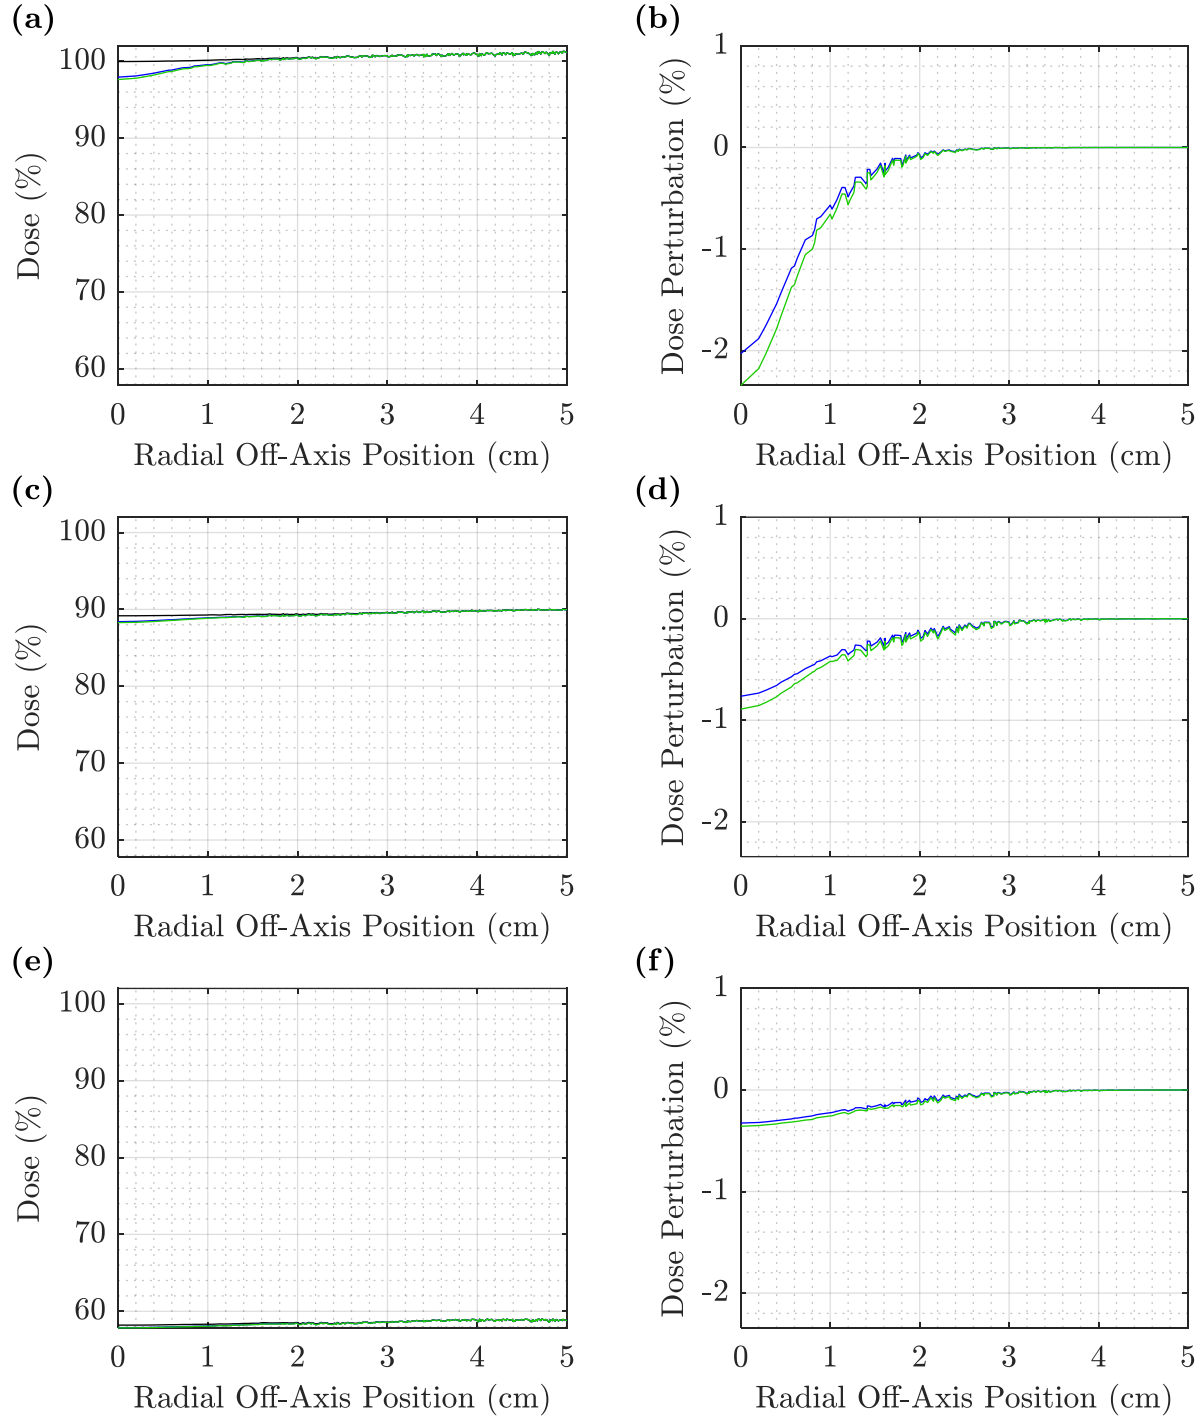 (a)
100
90
80
70
60
Dose (%)
0 1 2 3 4 5
Radial Off-Axis Position (cm)
(b)
1
0
-1
-2
Dose Perturbation (%)
0 1 2 3 4 5
Radial Off-Axis Position (cm)
(c)
100
90
80
70
60
Dose (%)
0 1 2 3 4 5
Radial Off-Axis Position (cm)
(d)
1
0
-1
-2
Dose Perturbation (%)
0 1 2 3 4 5
Radial Off-Axis Position (cm)
(e)
100
90
80
70
60
Dose (%)
0 1 2 3 4 5
Radial Off-Axis Position (cm)
(f)
1
0
-1
-2
Dose Perturbation (%)
0 1 2 3 4 5
Radial Off-Axis Position (cm)